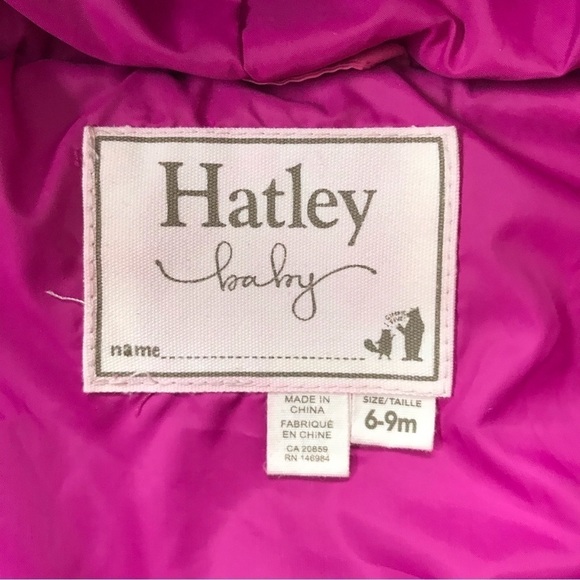 Hatley
baby
name
MADE IN
CHINA
FABRIQUÉ
EN CHINE
CA 20859
RN 146984
SIZE/TAILLE
6-9m